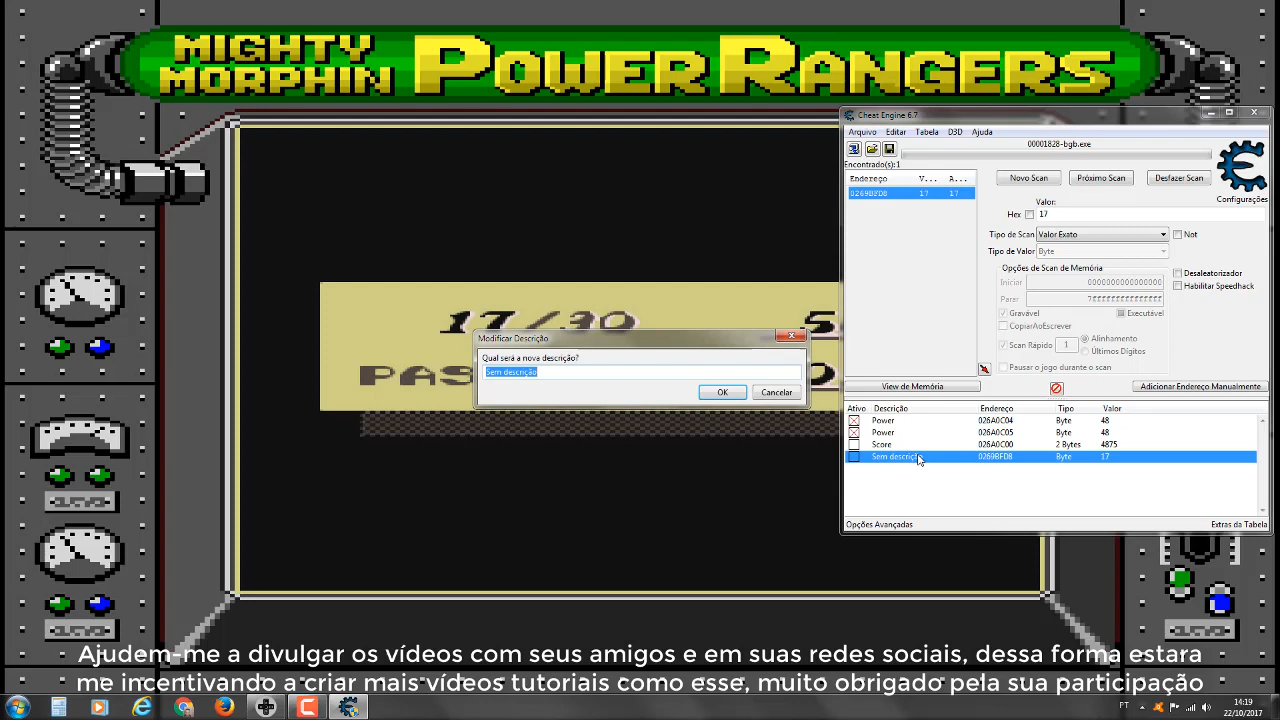 MIGHTY
MORPHIN
POWER RANGERS
17/30
PAS
Cheat Engine 6.7
Arquivo Editar Tabela D3D Ajuda
00001828-bgb.exe
Encontrado(s):1
Endereço V... A...
0269BFD8 17 17
Novo Scan Próximo Scan Desfazer Scan
Configurações
Valor:
Hex 17
Tipo de Scan Valor Exato Not
Tipo de Valor Byte
Opções de Scan de Memória
Iniciar 0000000000000000
Parar 7fffffffffffffff
Gravável Executável
CopiarAoEscrever
Scan Rápido 1 Alinhamento
Últimos Dígitos
Pausar o jogo durante o scan
Desaleatorizador
Habilitar Speedhack
View de Memória Adicionar Endereço Manualmente
Ativo Descrição Endereço Tipo Valor
Power 026A0C04 Byte 48
Power 026A0C05 Byte 48
Score 026A0C00 2 Bytes 4875
Sem descrição 0269BFD8 Byte 17
Opções Avançadas Extras da Tabela
Modificar Descrição
Qual será a nova descrição?
Sem descrição
OK Cancelar
Ajudem-me a divulgar os vídeos com seus amigos e em suas redes sociais, dessa forma estara
me incentivando a criar mais vídeos tutoriais como esse, muito obrigado pela sua participação
PT
14:19
22/10/2017